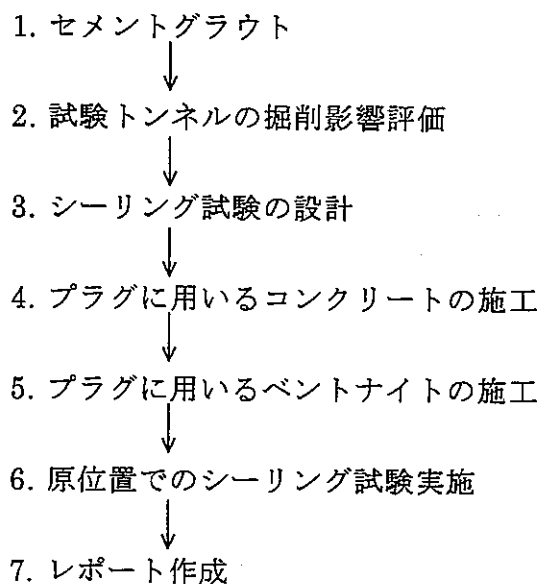 1. セメントグラウト
2. 試験トンネルの掘削影響評価
3. シーリング試験の設計
4. プラグに用いるコンクリートの施工
5. プラグに用いるベントナイトの施工
6. 原位置でのシーリング試験実施
7. レポート作成